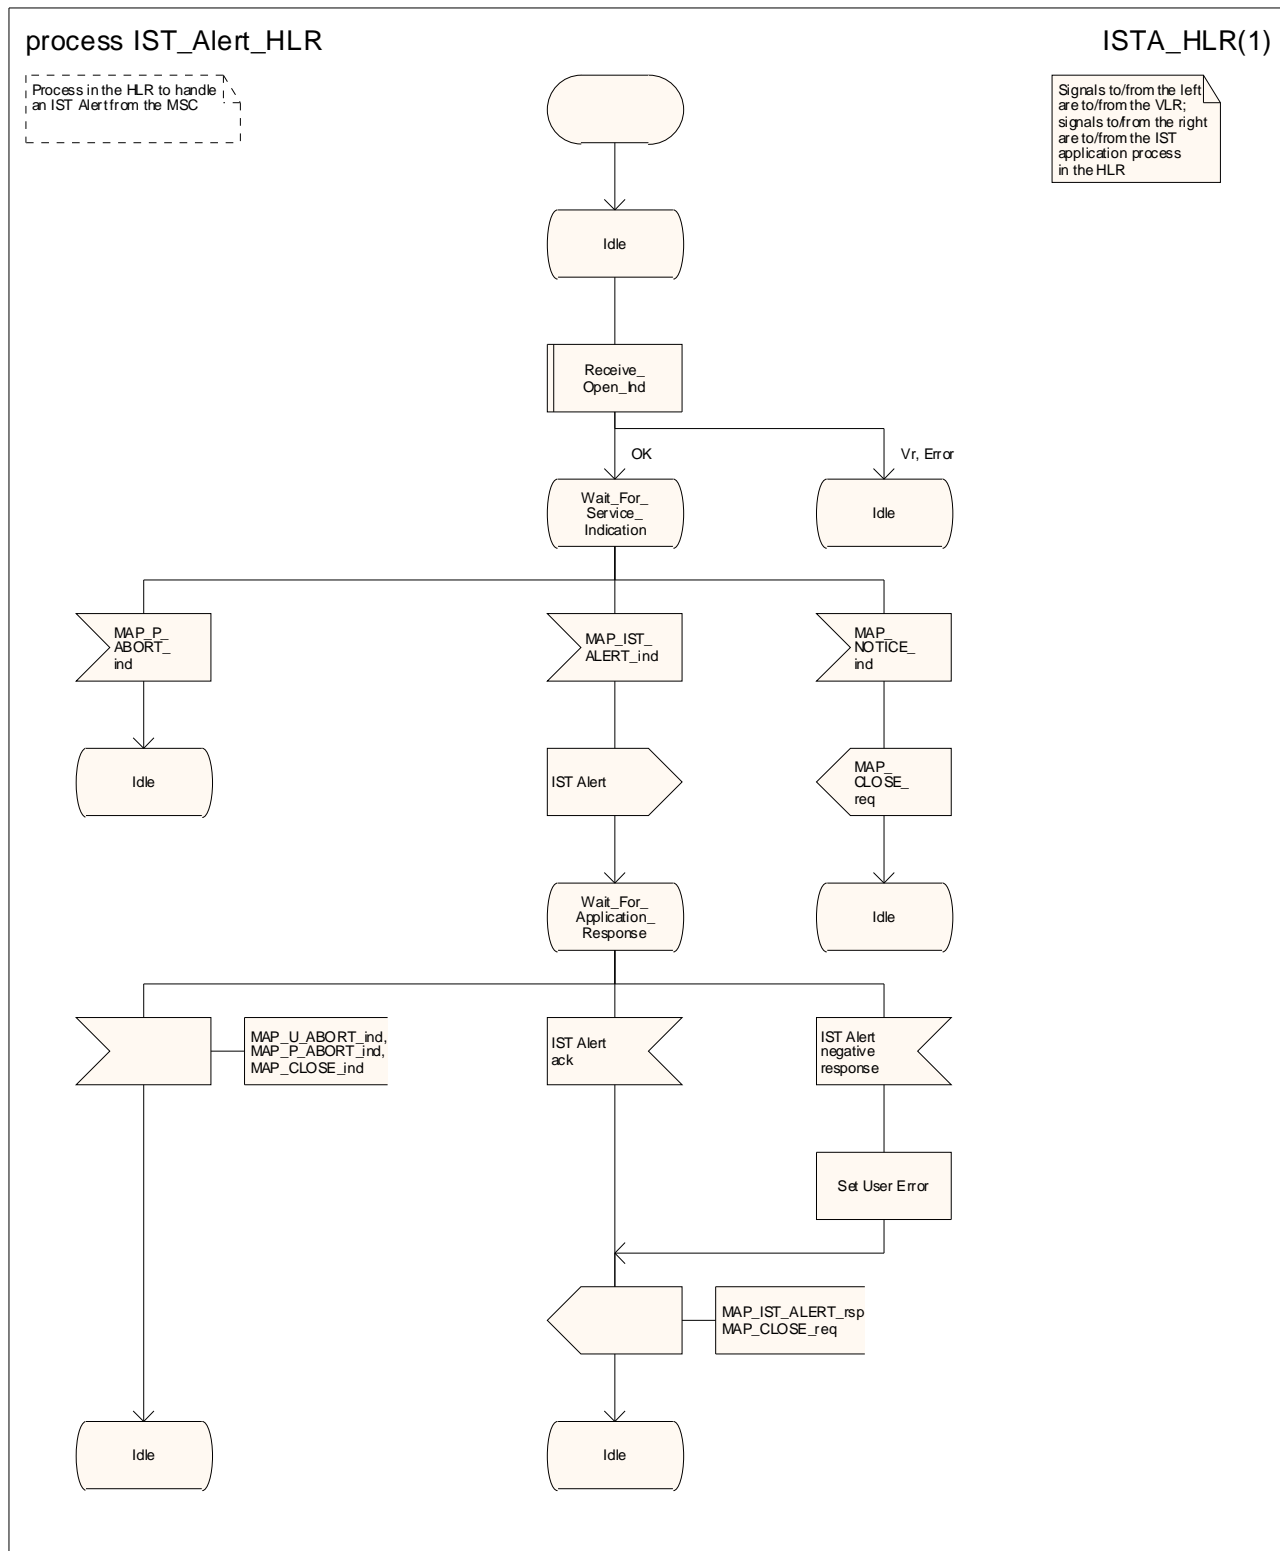 process IST_Alert_HLR
ISTA_HLR(1)
Process in the HLR to handle
an IST Alert from the MSC
Signals to/from the left
are to/from the VLR;
signals to/from the right
are to/from the IST
application process
in the HLR
Idle
Receive_
Open_Ind
OK
Vr, Error
Wait_For_
Service_
Indication
Idle
MAP_P_
ABORT_
ind
MAP_IST_
ALERT_ind
MAP_
NOTICE_
ind
Idle
IST Alert
MAP_
CLOSE_
req
Wait_For_
Application_
Response
Idle
MAP_U_ABORT_ind,
MAP_P_ABORT_ind,
MAP_CLOSE_ind
IST Alert
ack
IST Alert
negative
response
Set User Error
MAP_IST_ALERT_rsp
MAP_CLOSE_req
Idle
Idle